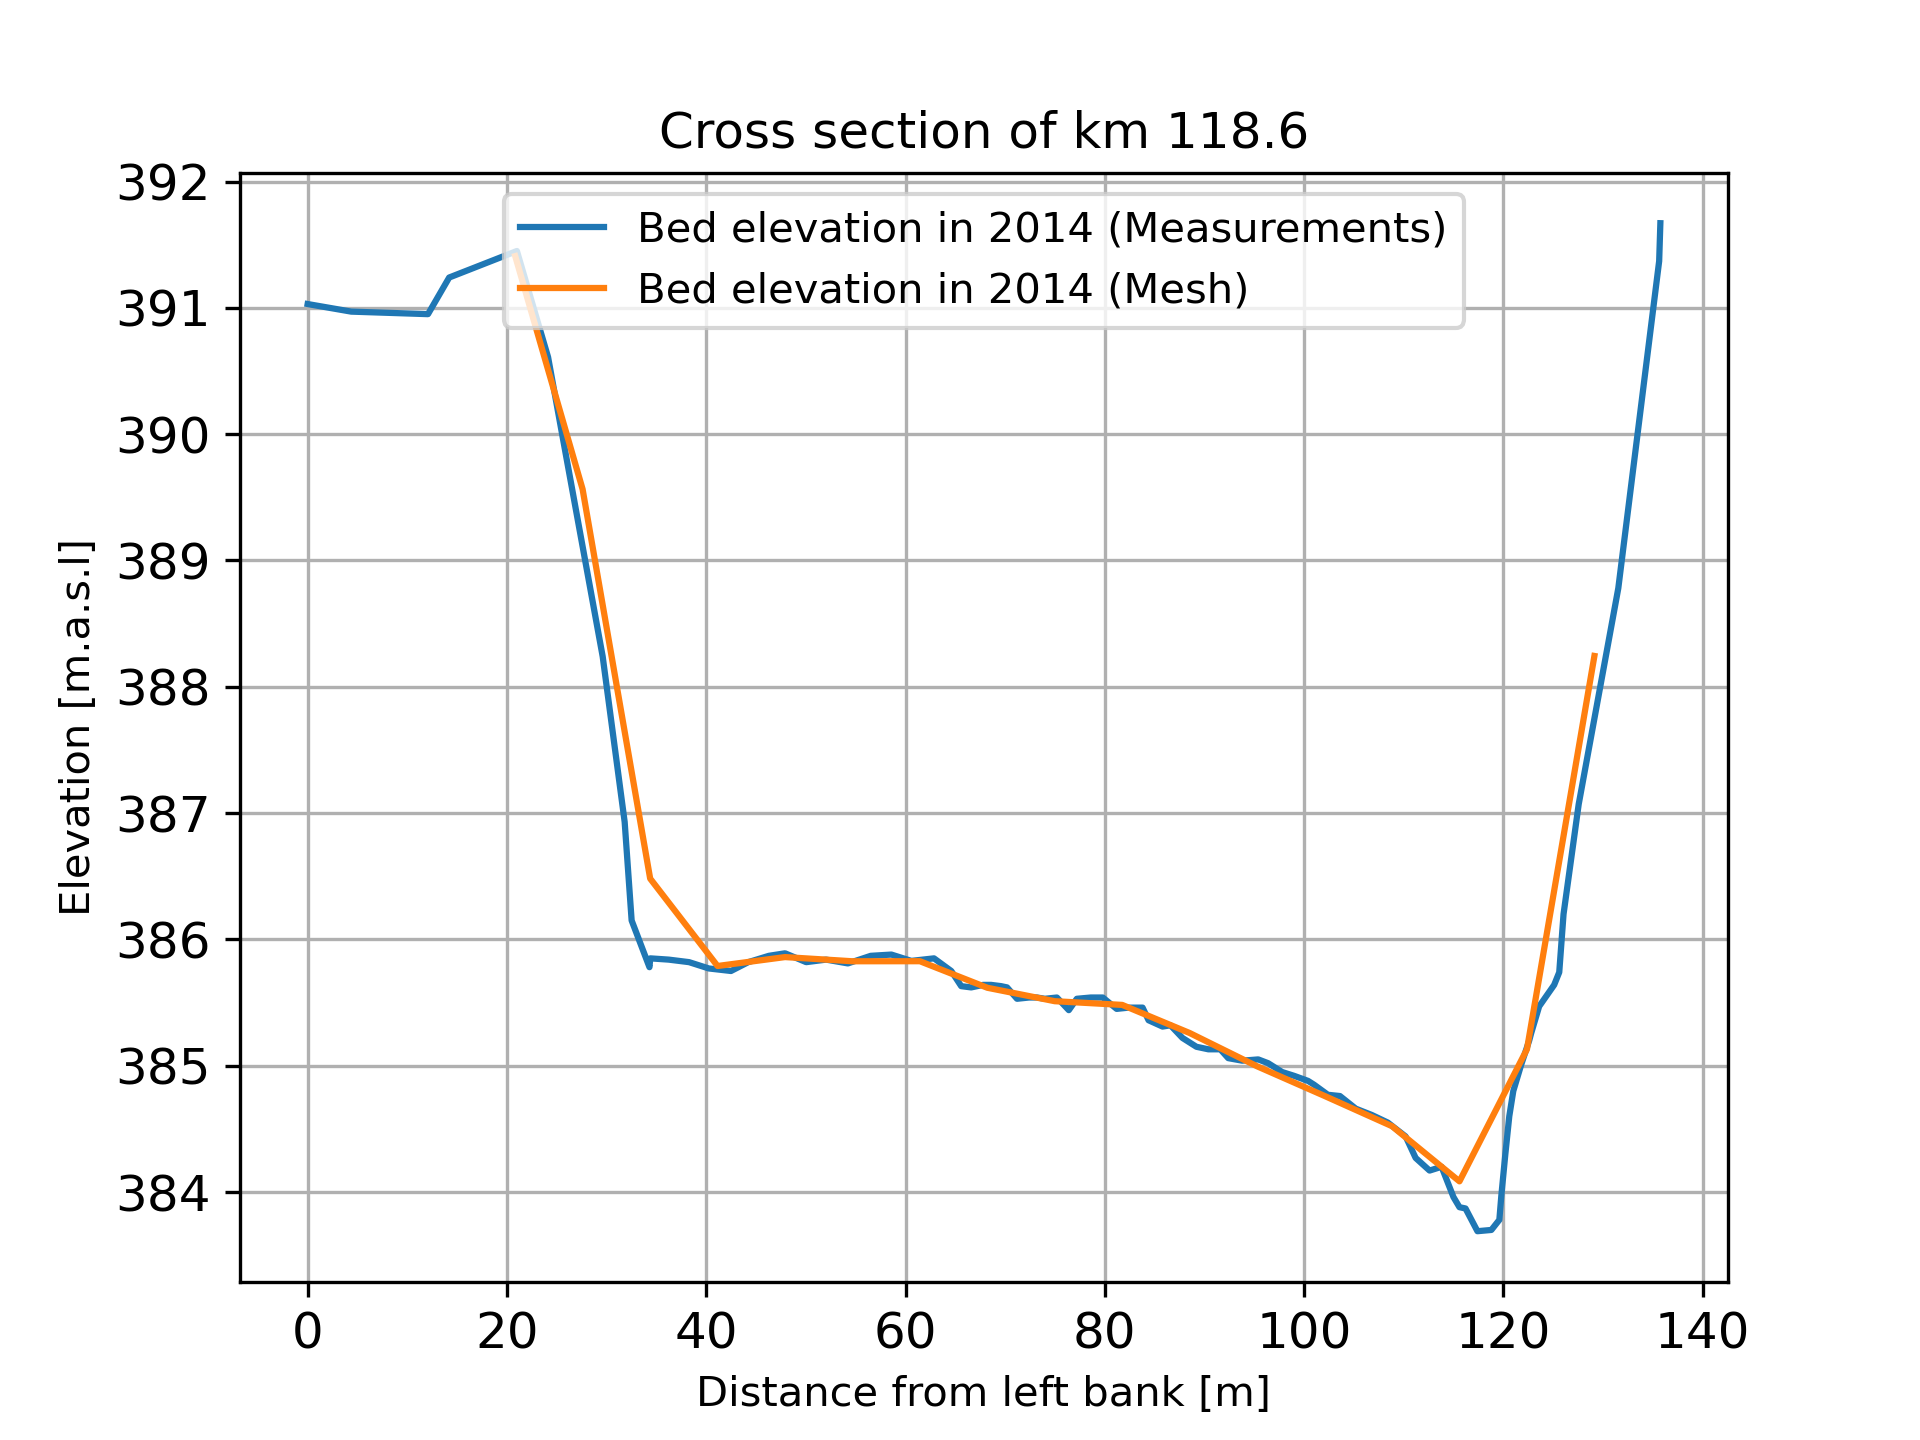 Cross section of km 118.6
Bed elevation in 2014 (Measurements)
Bed elevation in 2014 (Mesh)
392
391
390
389
388
387
386
385
384
Elevation [m.a.s.l]
0 20 40 60 80 100 120 140
Distance from left bank [m]